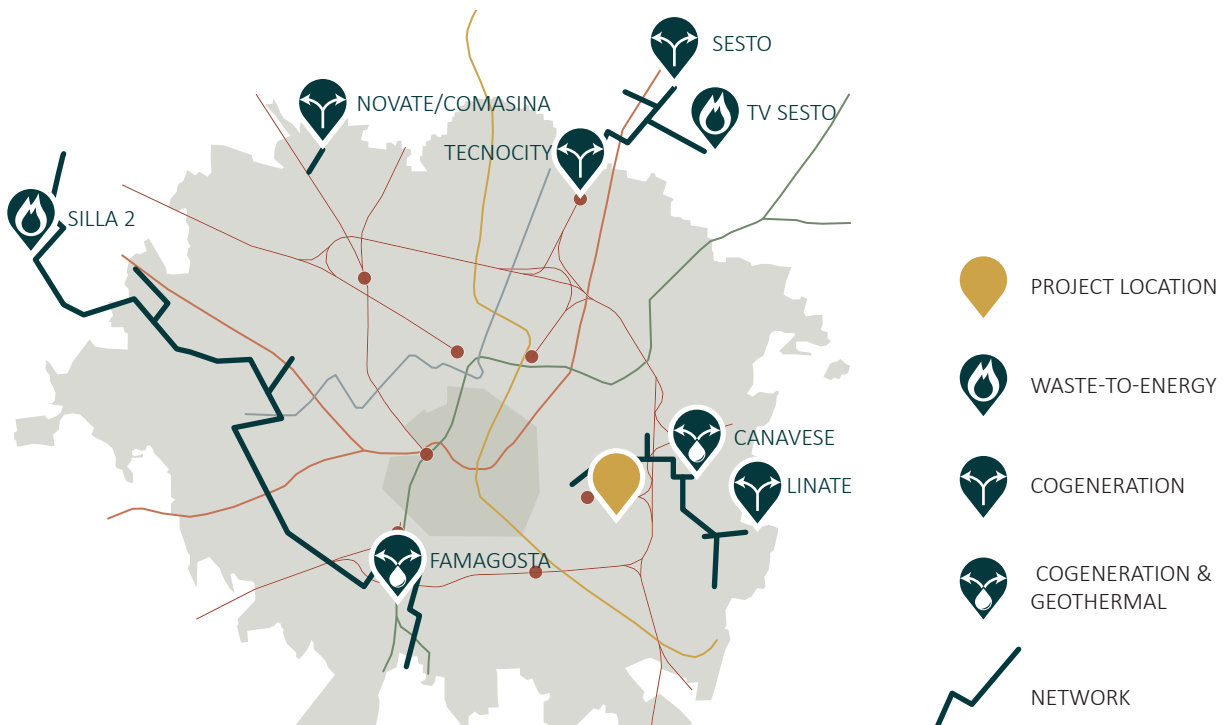 SESTO
NOVATE/COMASINA
TV SESTO
TECNOCITY
SILLA 2
CANAVESE
LINATE
FAMAGOSTA
PROJECT LOCATION
WASTE-TO-ENERGY
COGENERATION
COGENERATION &
GEOTHERMAL
NETWORK